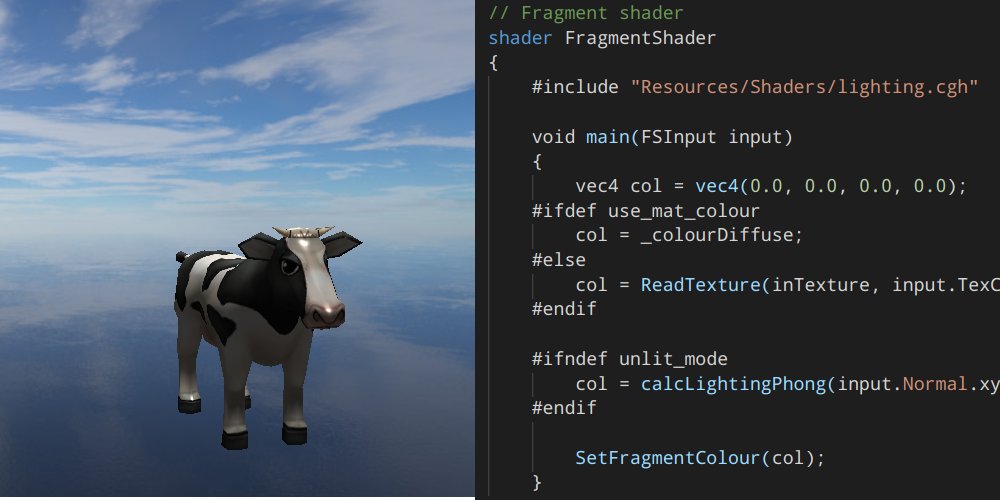 // Fragment shader
shader FragmentShader
{
#include "Resources/Shaders/lighting.cgh"
void main(FSInput input)
{
vec4 col = vec4(0.0, 0.0, 0.0, 0.0);
#ifdef use_mat_colour
col = _colourDiffuse;
#else
col = ReadTexture(inTexture, input.TexC
#endif
#ifndef unlit_mode
col = calcLightingPhong(input.Normal.xy
#endif
SetFragmentColour(col);
}